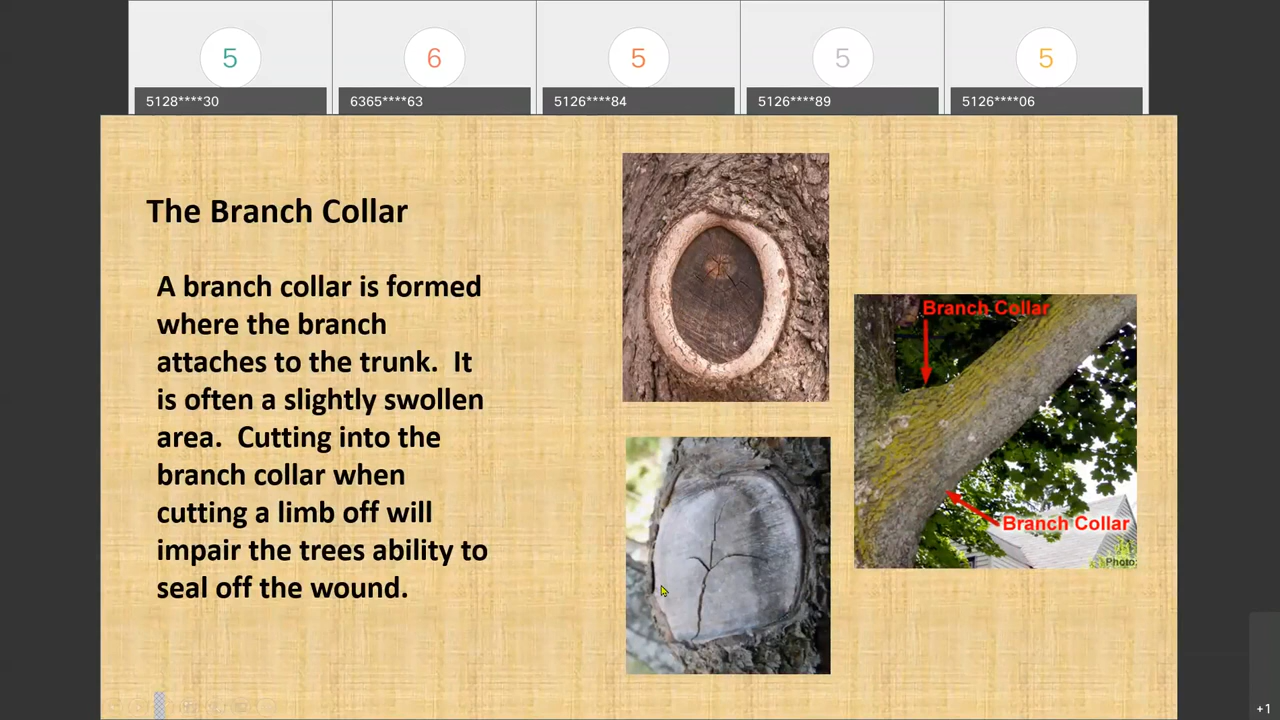 5
6
5
5
5
5128****30
6365****63
5126****84
5126****89
5126****06
The Branch Collar
A branch collar is formed
where the branch
attaches to the trunk. It
is often a slightly swollen
area. Cutting into the
branch collar when
cutting a limb off will
impair the trees ability to
seal off the wound.
Branch Collar
Branch Collar
Photo:
+1